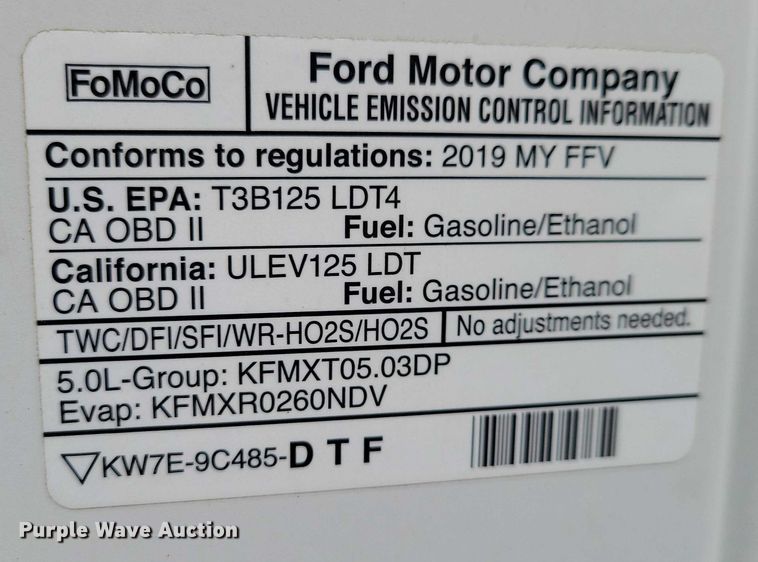 FoMoCo
Ford Motor Company
VEHICLE EMISSION CONTROL INFORMATION
Conforms to regulations: 2019 MY FFV
U.S. EPA: T3B125 LDT4
CA OBD II Fuel: Gasoline/Ethanol
California: ULEV125 LDT
CA OBD II Fuel: Gasoline/Ethanol
TWC/DFI/SFI/WR-HO2S/HO2S No adjustments needed.
5.0L-Group: KFMXT05.03DP
Evap: KFMXR0260NDV
KW7E-9C485-D T F
Purple Wave Auction